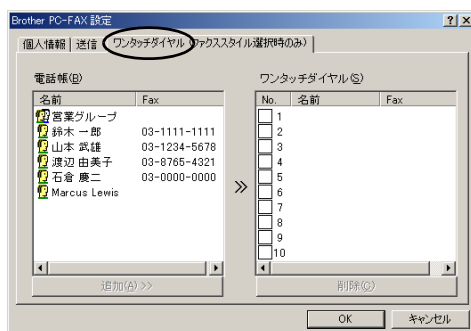 Brother PC-FAX 設定
個人情報 送信 ワンタッチダイヤル (ファクススタイル選択時のみ)
電話帳(B)
名前 Fax
営業グループ
鈴木 一郎 03-1111-1111
山本 武雄 03-1234-5678
渡辺 由美子 03-8765-4321
石倉 慶二 03-0000-0000
Marcus Lewis
追加(A) >>
ワンタッチダイヤル(S)
No. 名前 Fax
1
2
3
4
5
6
7
8
9
10
削除(C)
OK キャンセル